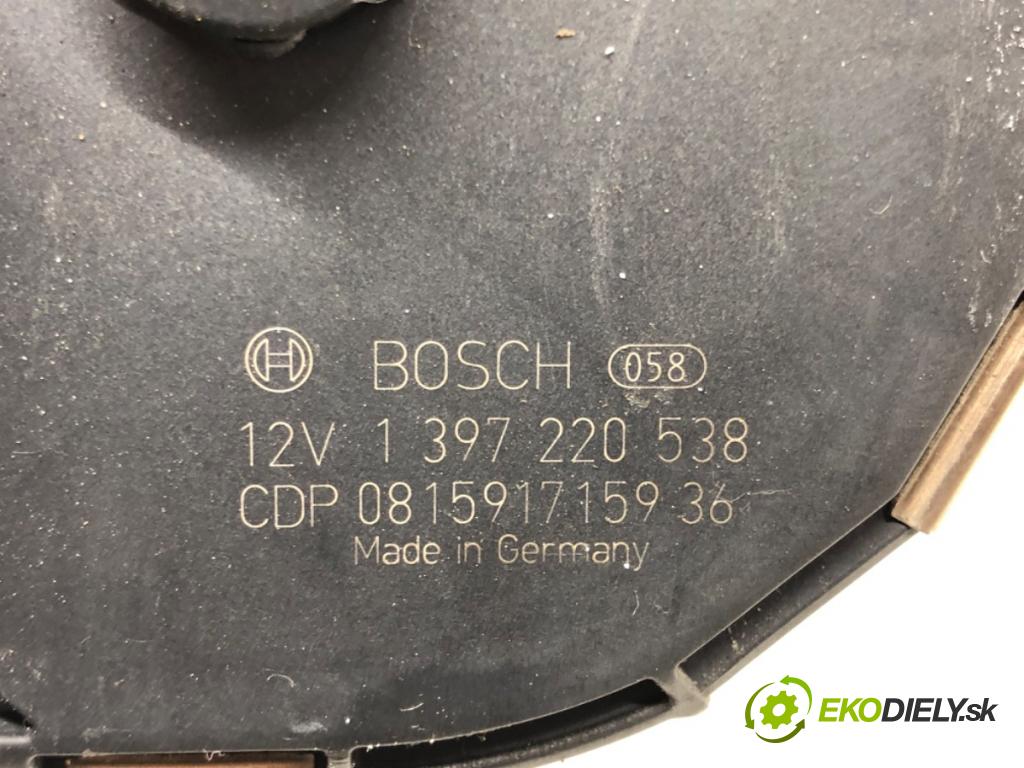 BOSCH 058
12V 1 397 220 538
CDP 0815917159 36
Made in Germany
EKODIELY.sk